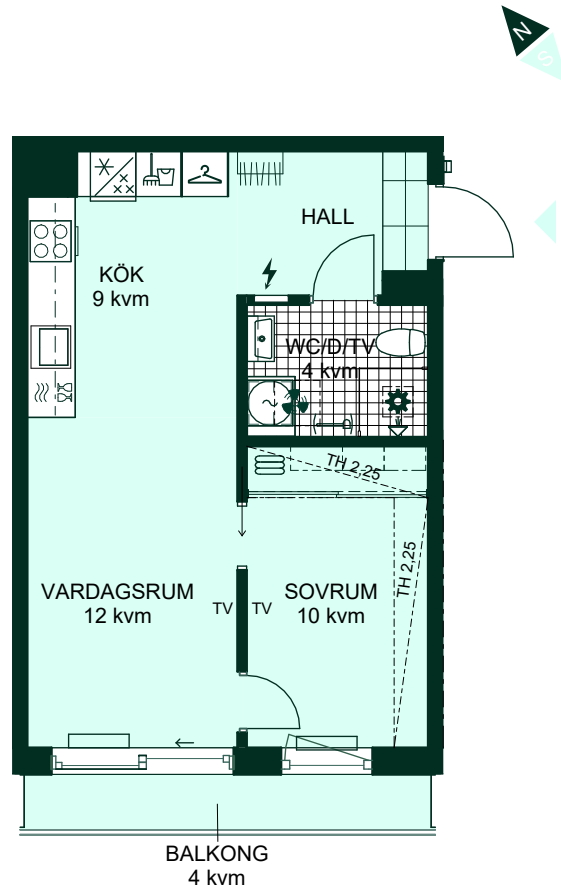 N
S
HALL
KÖK
9 kvm
WC/D/TV
4 kvm
TH 2,25
TH 2,25
VARDAGSRUM
12 kvm
TV
TV
SOVRUM
10 kvm
BALKONG
4 kvm